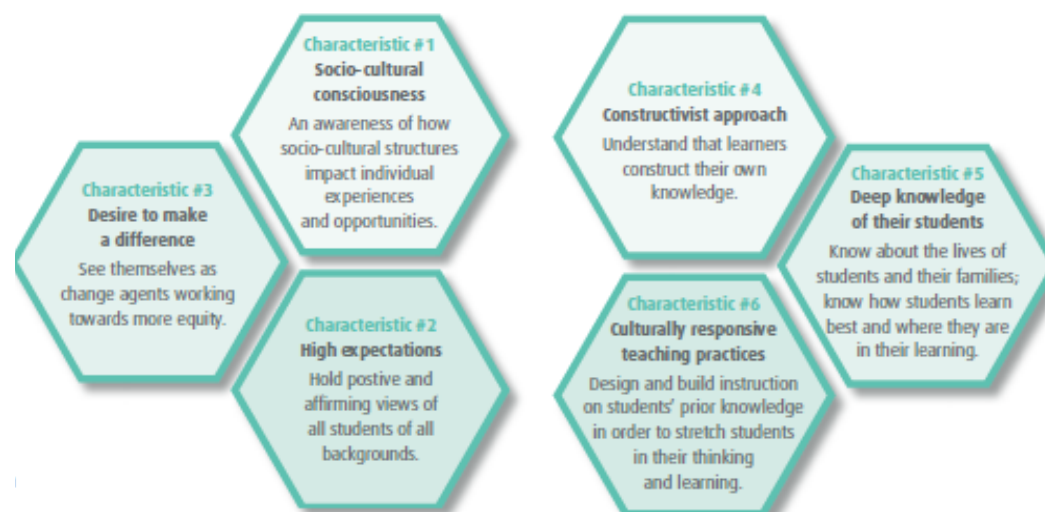 Characteristic #1
Socio-cultural
consciousness
An awareness of how
socio-cultural structures
impact individual
experiences
and opportunities.
Characteristic #2
High expectations
Hold postive and
affirming views of
all students of all
backgrounds.
Characteristic #3
Desire to make
a difference
See themselves as
change agents working
towards more equity.
Characteristic #4
Constructivist approach
Understand that learners
construct their own
knowledge.
Characteristic #5
Deep knowledge
of their students
Know about the lives of
students and their families;
know how students learn
best and where they are
in their learning.
Characteristic #6
Culturally responsive
teaching practices
Design and build instruction
on students' prior knowledge
in order to stretch students
in their thinking
and learning.